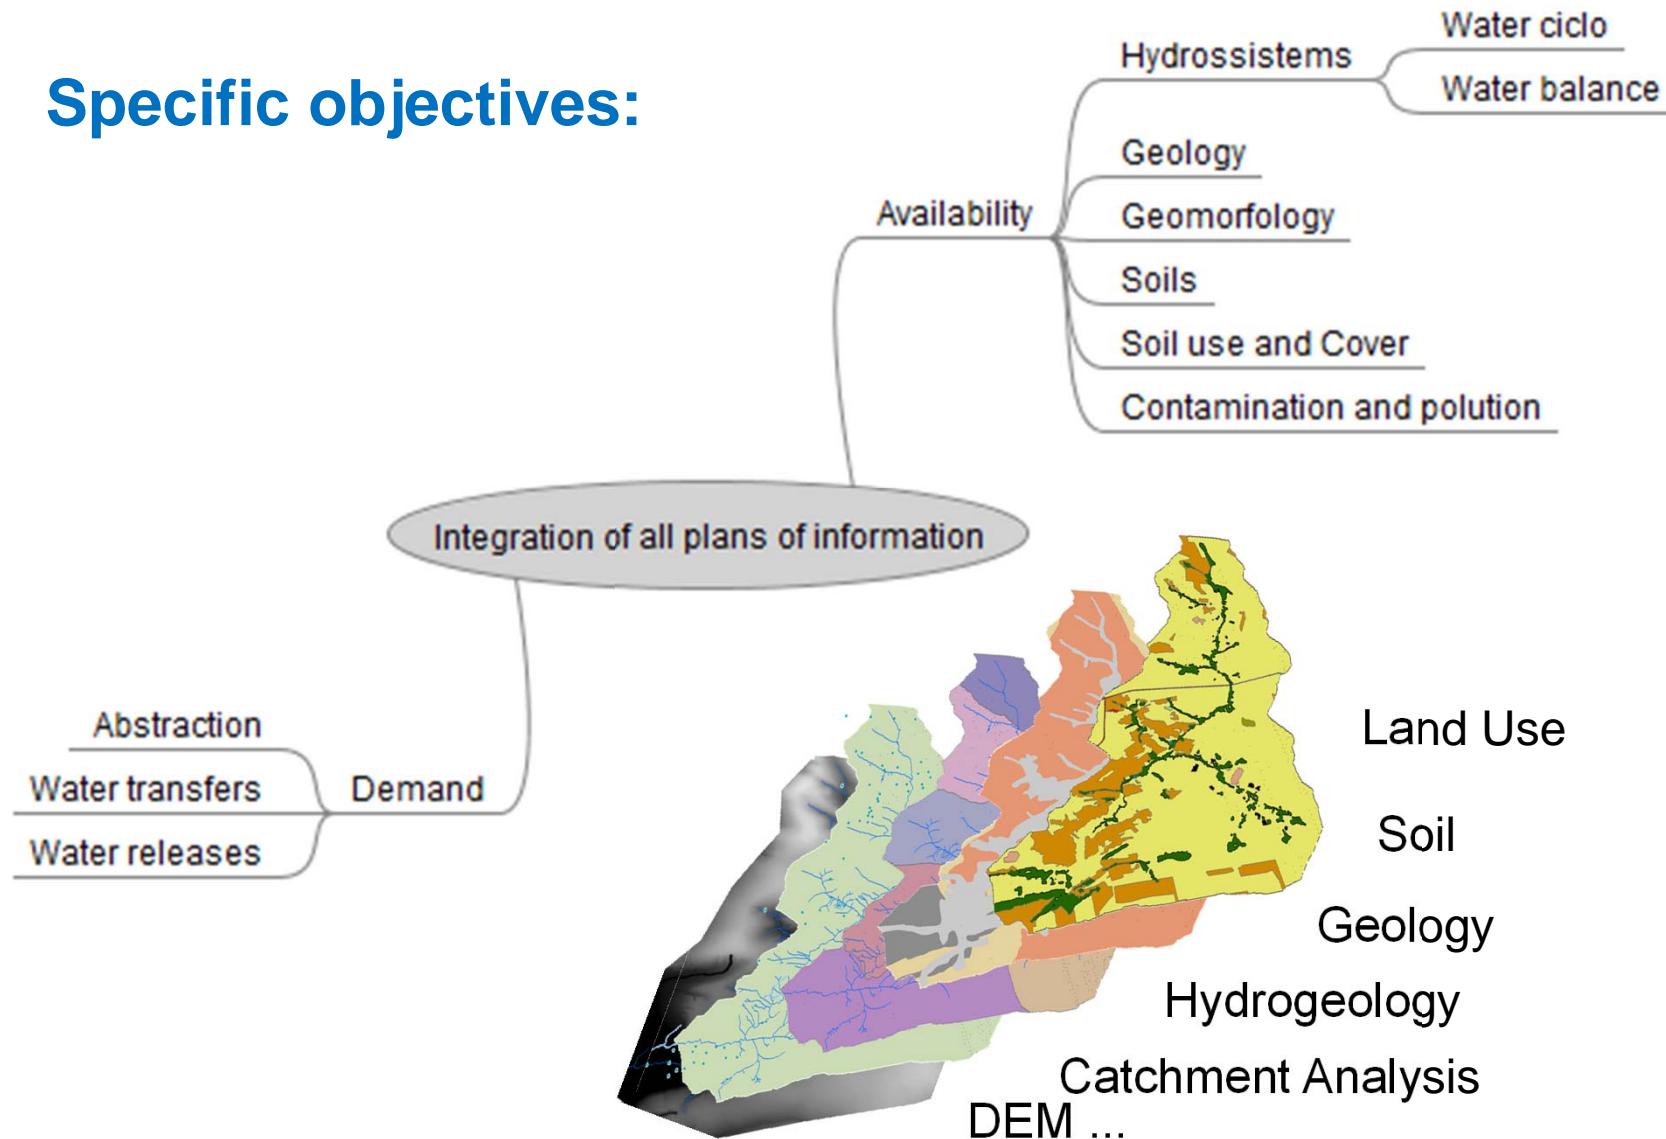 Specific objectives:
Water ciclo
Hydrossistems
Water balance
Geology
Availability
Geomorfology
Soils
Soil use and Cover
Contamination and polution
Integration of all plans of information
Abstraction
Water transfers
Demand
Water releases
Land Use
Soil
Geology
Hydrogeology
Catchment Analysis
DEM ...